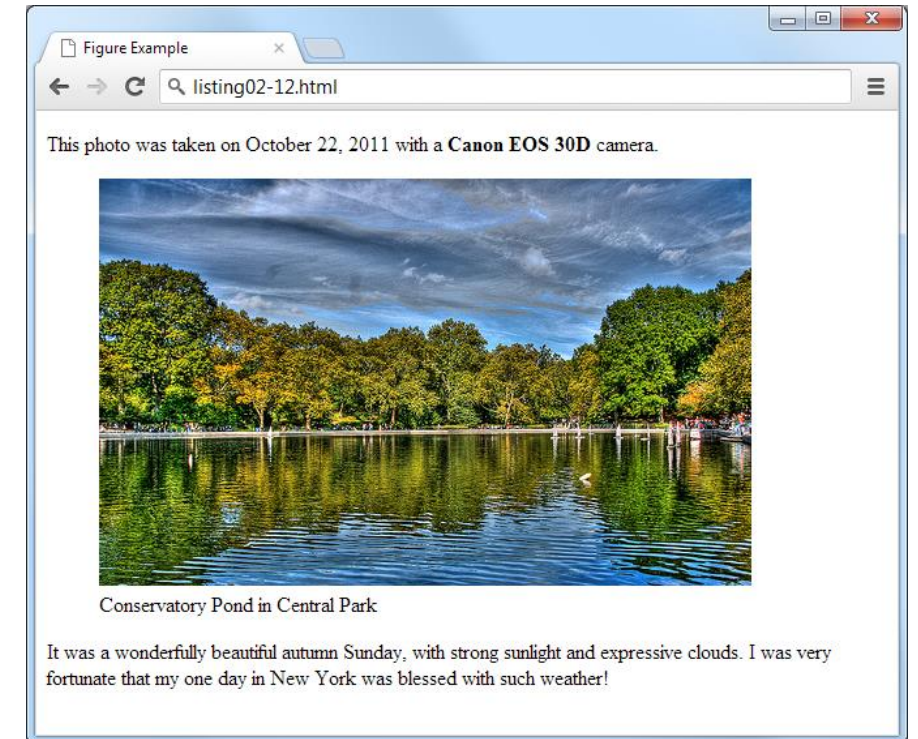 Figure Example
listing02-12.html
This photo was taken on October 22, 2011 with a Canon EOS 30D camera.
Conservatory Pond in Central Park
It was a wonderfully beautiful autumn Sunday, with strong sunlight and expressive clouds. I was very
fortunate that my one day in New York was blessed with such weather!